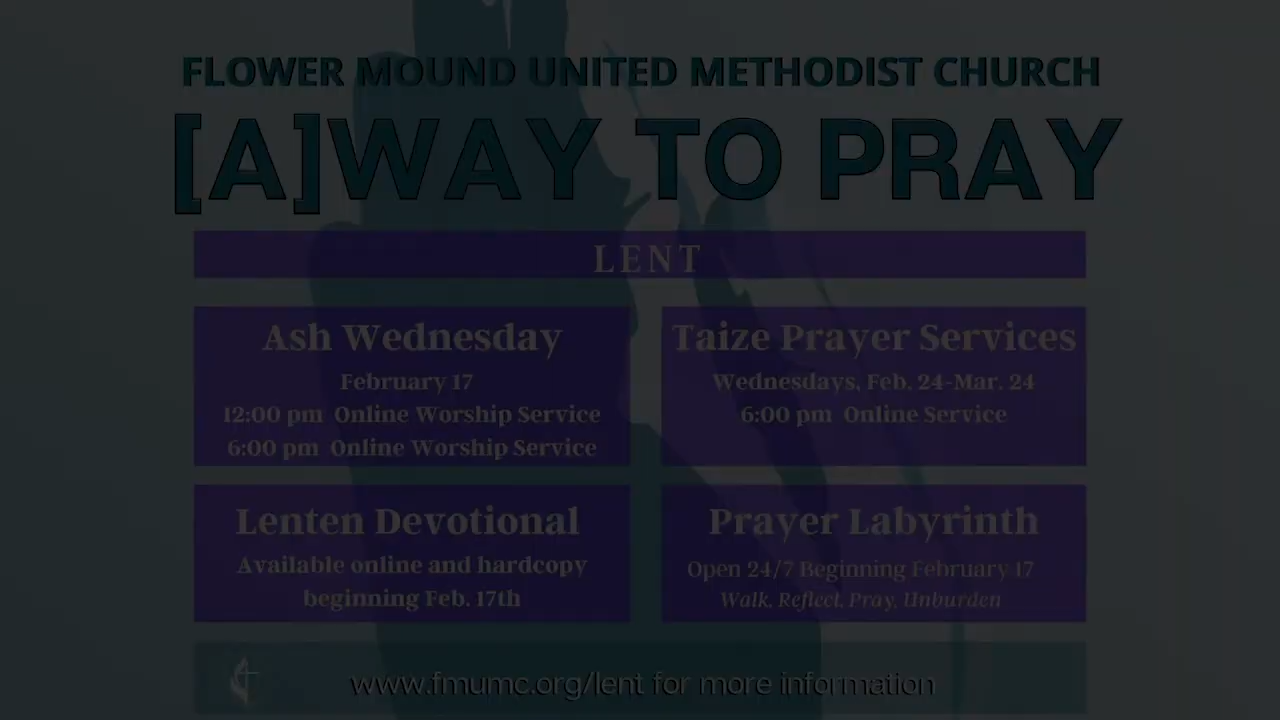 FLOWER MOUND UNITED METHODIST CHURCH
[A]WAY TO PRAY
LENT
Ash Wednesday
February 17
12:00 pm Online Worship Service
6:00 pm Online Worship Service
Taize Prayer Services
Wednesdays, Feb. 24-Mar. 24
6:00 pm Online Service
Lenten Devotional
Available online and hardcopy
beginning Feb. 17th
Prayer Labyrinth
Open 24/7 Beginning February 17
Walk, Reflect, Pray, Unburden
www.fmumc.org/lent for more information